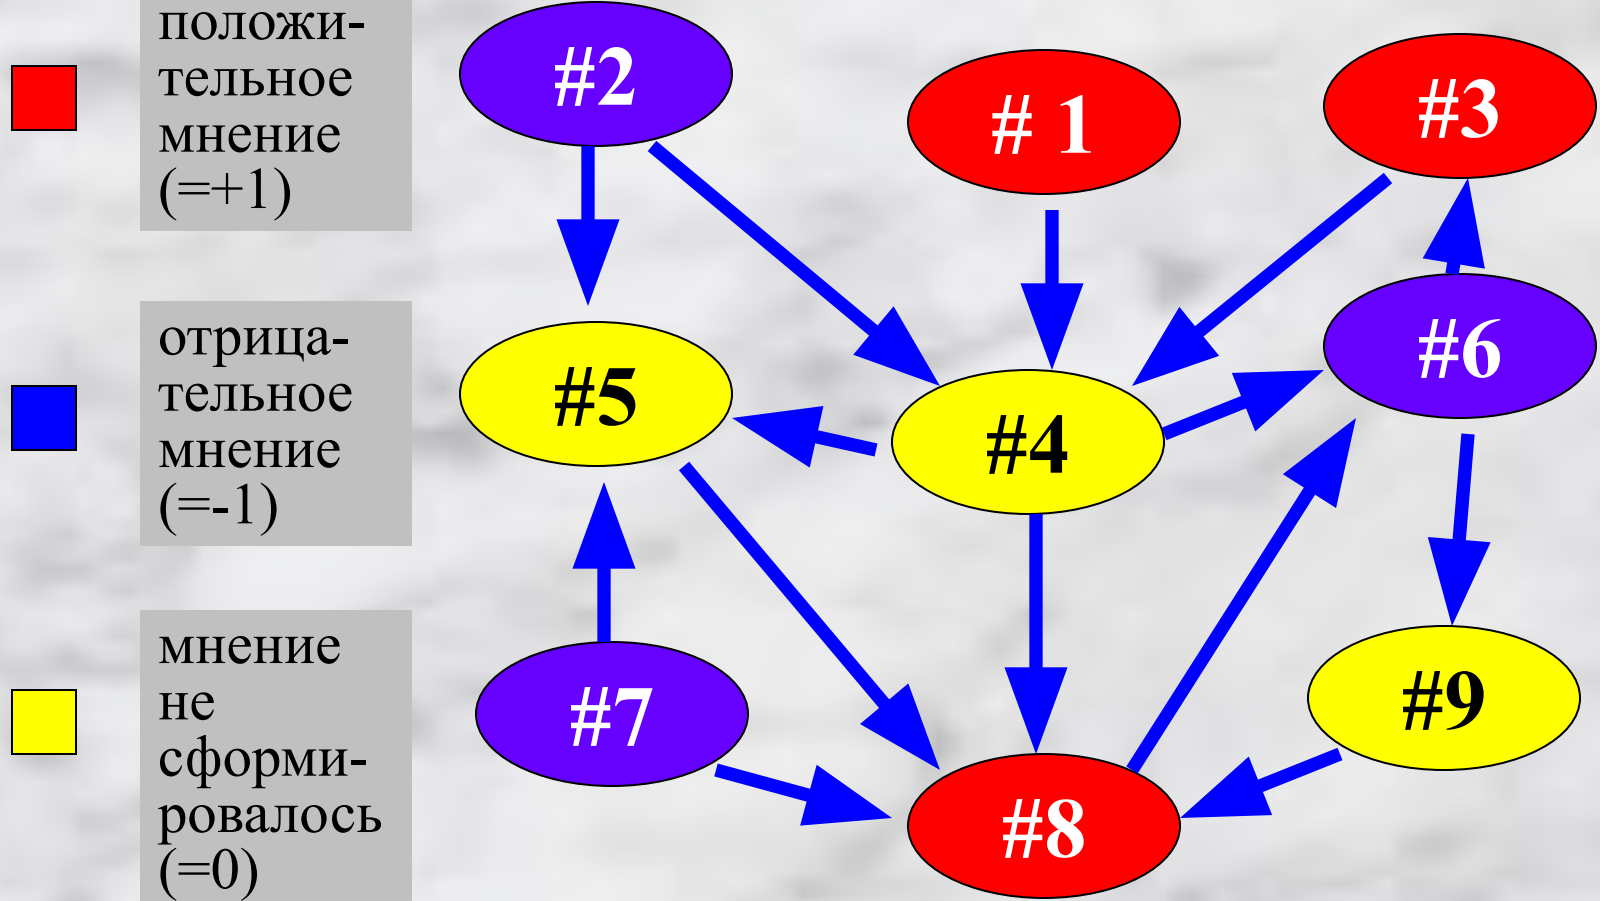 положи-
тельное
мнение
(=+1)
отрица-
тельное
мнение
(=-1)
мнение
не
сформи-
ровалось
(=0)
#2
# 1
#3
#5
#4
#6
#7
#8
#9